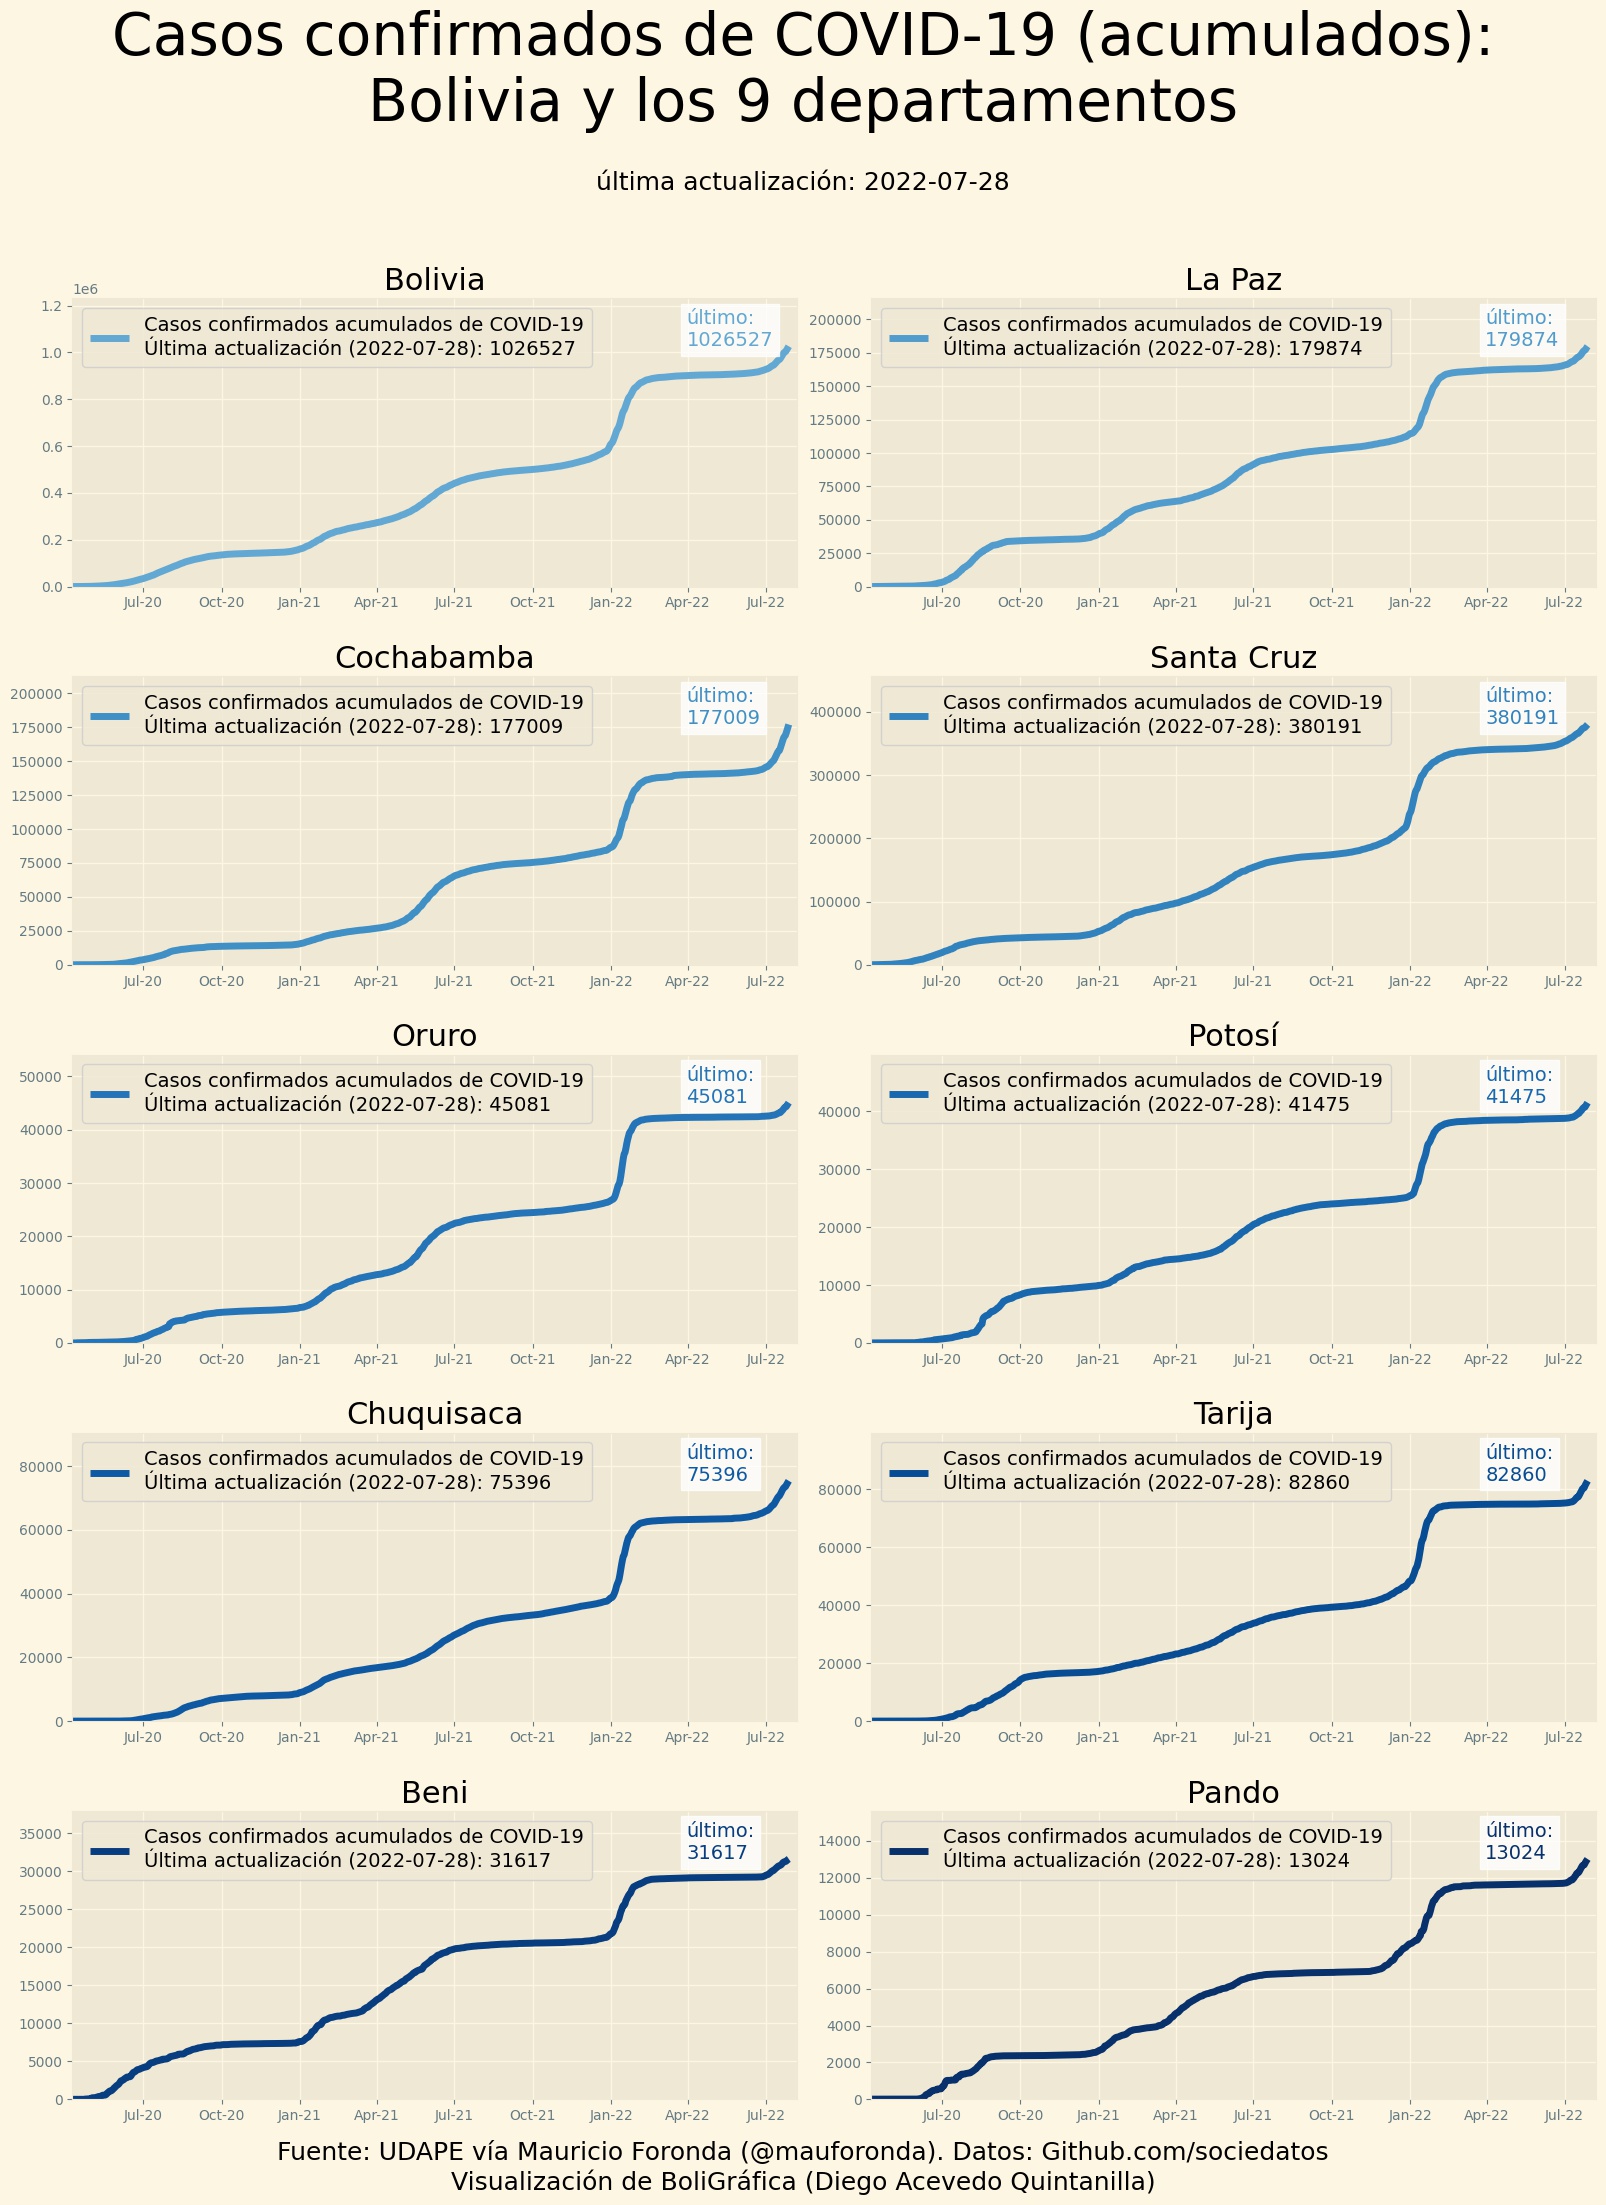 Casos confirmados de COVID-19 (acumulados):
Bolivia y los 9 departamentos
última actualización: 2022-07-28
Bolivia
1e6
Casos confirmados acumulados de COVID-19
Última actualización (2022-07-28): 1026527
último:
1026527
1.2
1.0
0.8
0.6
0.4
0.2
0.0
Jul-20 Oct-20 Jan-21 Apr-21 Jul-21 Oct-21 Jan-22 Apr-22 Jul-22
La Paz
Casos confirmados acumulados de COVID-19
Última actualización (2022-07-28): 179874
último:
179874
200000
175000
150000
125000
100000
75000
50000
25000
0
Jul-20 Oct-20 Jan-21 Apr-21 Jul-21 Oct-21 Jan-22 Apr-22 Jul-22
Cochabamba
Casos confirmados acumulados de COVID-19
Última actualización (2022-07-28): 177009
último:
177009
200000
175000
150000
125000
100000
75000
50000
25000
0
Jul-20 Oct-20 Jan-21 Apr-21 Jul-21 Oct-21 Jan-22 Apr-22 Jul-22
Santa Cruz
Casos confirmados acumulados de COVID-19
Última actualización (2022-07-28): 380191
último:
380191
400000
300000
200000
100000
0
Jul-20 Oct-20 Jan-21 Apr-21 Jul-21 Oct-21 Jan-22 Apr-22 Jul-22
Oruro
Casos confirmados acumulados de COVID-19
Última actualización (2022-07-28): 45081
último:
45081
50000
40000
30000
20000
10000
0
Jul-20 Oct-20 Jan-21 Apr-21 Jul-21 Oct-21 Jan-22 Apr-22 Jul-22
Potosí
Casos confirmados acumulados de COVID-19
Última actualización (2022-07-28): 41475
último:
41475
40000
30000
20000
10000
0
Jul-20 Oct-20 Jan-21 Apr-21 Jul-21 Oct-21 Jan-22 Apr-22 Jul-22
Chuquisaca
Casos confirmados acumulados de COVID-19
Última actualización (2022-07-28): 75396
último:
75396
80000
60000
40000
20000
0
Jul-20 Oct-20 Jan-21 Apr-21 Jul-21 Oct-21 Jan-22 Apr-22 Jul-22
Tarija
Casos confirmados acumulados de COVID-19
Última actualización (2022-07-28): 82860
último:
82860
80000
60000
40000
20000
0
Jul-20 Oct-20 Jan-21 Apr-21 Jul-21 Oct-21 Jan-22 Apr-22 Jul-22
Beni
Casos confirmados acumulados de COVID-19
Última actualización (2022-07-28): 31617
último:
31617
35000
30000
25000
20000
15000
10000
5000
0
Jul-20 Oct-20 Jan-21 Apr-21 Jul-21 Oct-21 Jan-22 Apr-22 Jul-22
Pando
Casos confirmados acumulados de COVID-19
Última actualización (2022-07-28): 13024
último:
13024
14000
12000
10000
8000
6000
4000
2000
0
Jul-20 Oct-20 Jan-21 Apr-21 Jul-21 Oct-21 Jan-22 Apr-22 Jul-22
Fuente: UDAPE vía Mauricio Foronda (@mauforonda). Datos: Github.com/sociedatos
Visualización de BoliGráfica (Diego Acevedo Quintanilla)